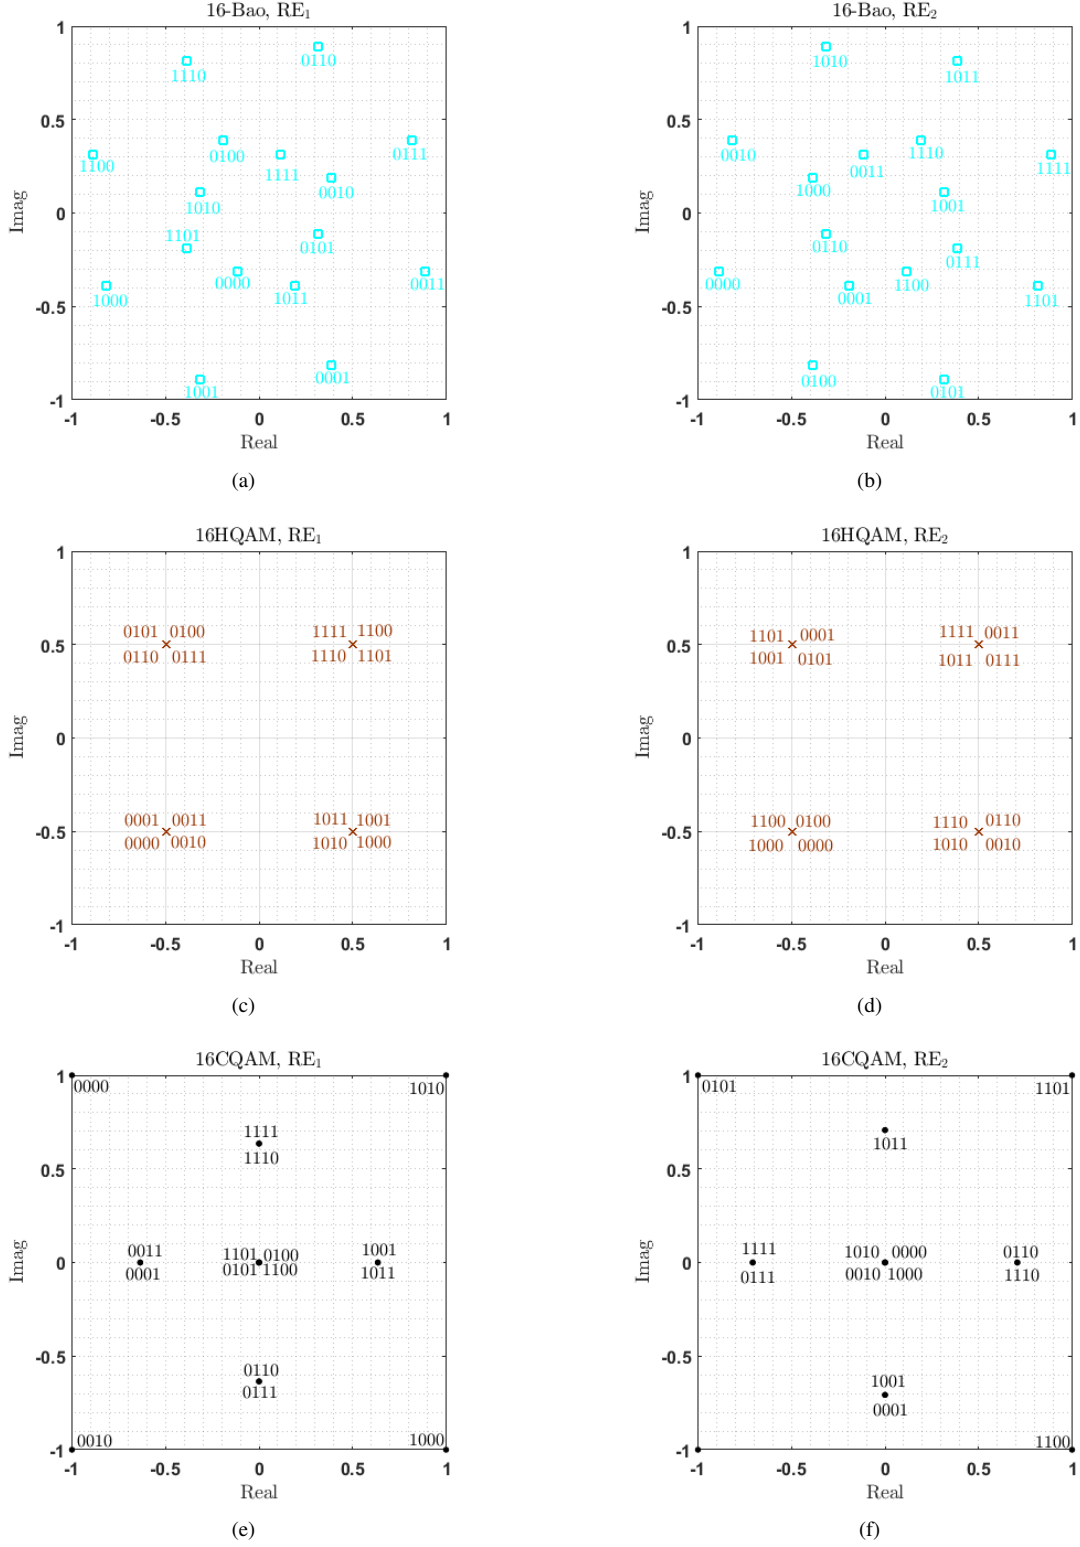 16-Bao, RE1
1
0.5
0
-0.5
-1
Imag
0110
1110
0100
0111
1100
1111
0010
1010
1101
0101
0000
1000
1011
0011
0001
1001
-1 -0.5 0 0.5 1
Real
(a)
16-Bao, RE2
1
0.5
0
-0.5
-1
Imag
1010
1011
0010
1110
0011
1111
1000
1001
0110
0111
0000
0001
1100
1101
0100
0101
-1 -0.5 0 0.5 1
Real
(b)
16HQAM, RE1
1
0.5
0
-0.5
-1
Imag
0101 0100 1111 1100
0110 0111 1110 1101
0001 0011 1011 1001
0000 0010 1010 1000
-1 -0.5 0 0.5 1
Real
(c)
16HQAM, RE2
1
0.5
0
-0.5
-1
Imag
1101 0001 1111 0011
1001 0101 1011 0111
1100 0100 1110 0110
1000 0000 1010 0010
-1 -0.5 0 0.5 1
Real
(d)
16CQAM, RE1
1
0.5
0
-0.5
-1
Imag
0000 1010
1111
1110
0011 1101 0100 1001
0001 0101 1100 1011
0110
0111
0010 1000
-1 -0.5 0 0.5 1
Real
(e)
16CQAM, RE2
1
0.5
0
-0.5
-1
Imag
0101 1101
1011
1111 1010 0000 0110
0111 0010 1000 1110
1001
0001
1100
-1 -0.5 0 0.5 1
Real
(f)